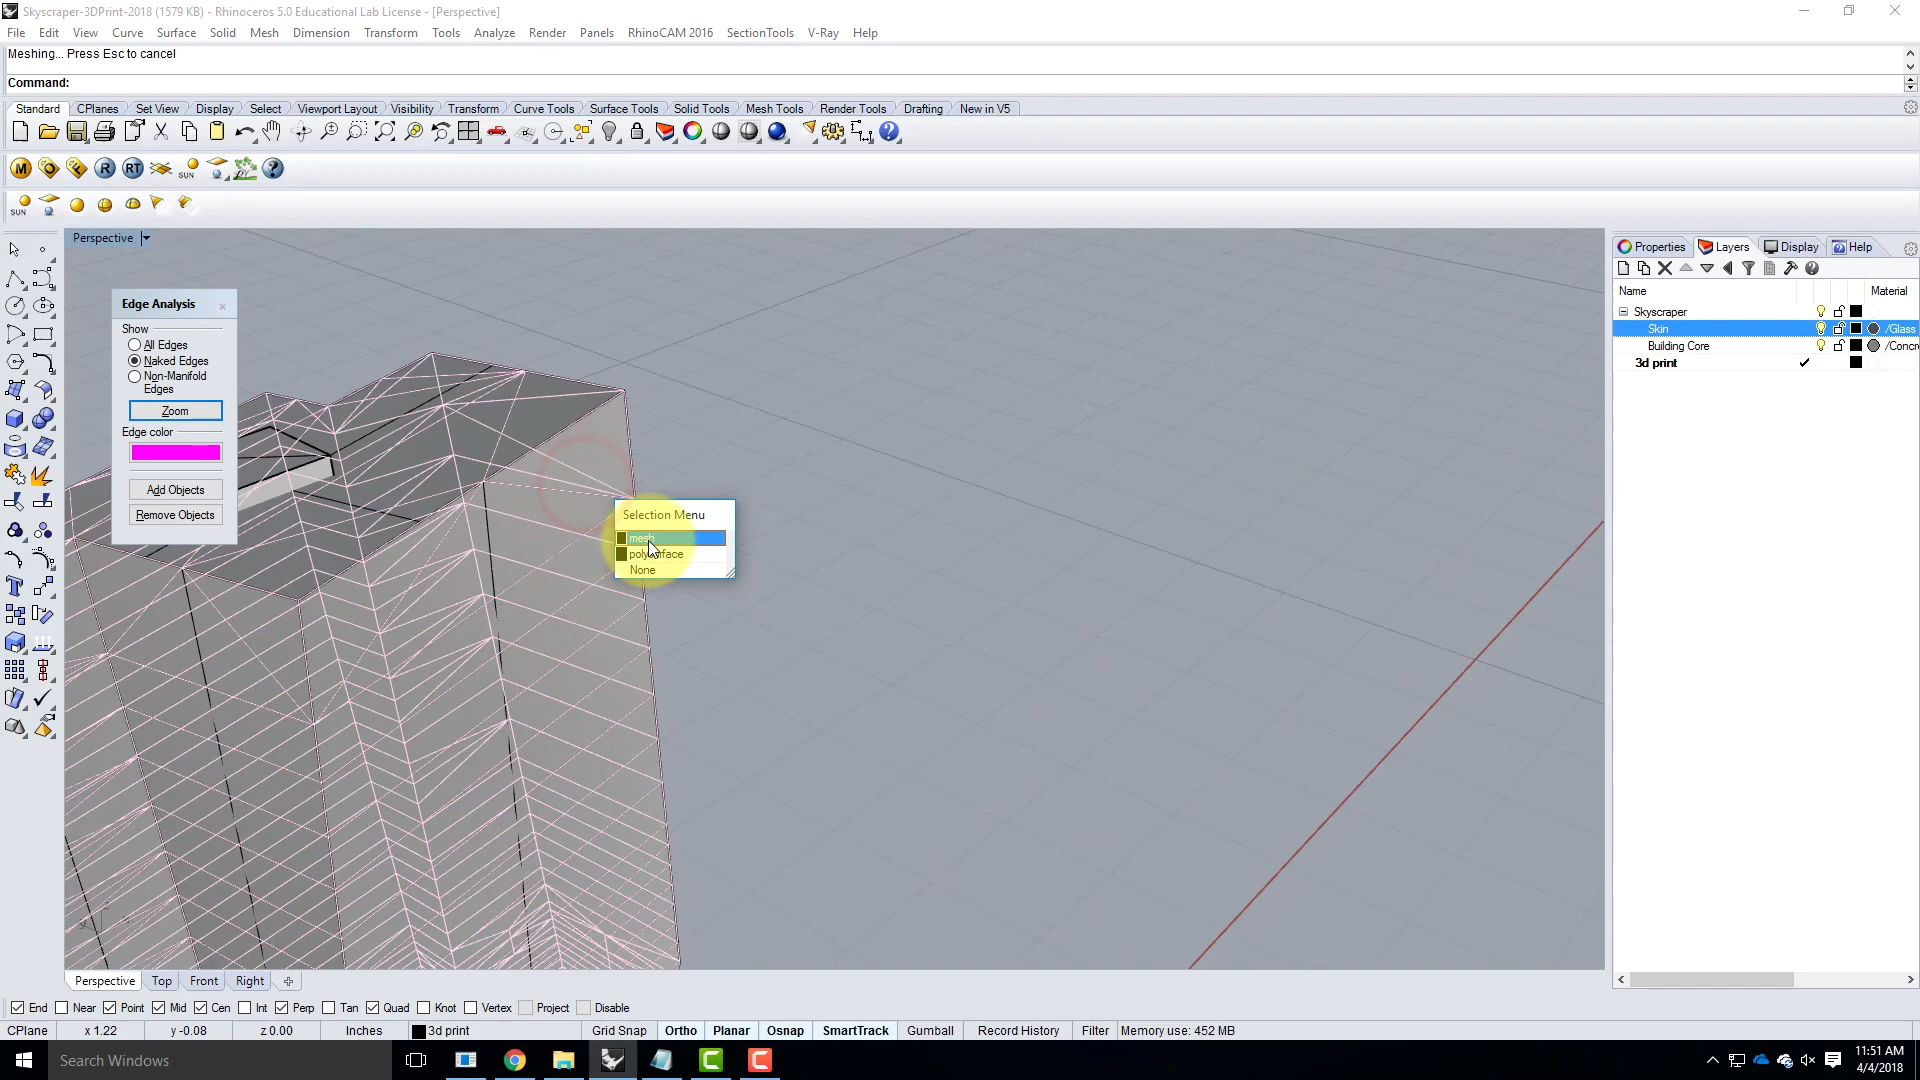 Skyscraper-3DPrint-2018 (1579 KB) - Rhinoceros 5.0 Educational Lab License - [Perspective]
File Edit View Curve Surface Solid Mesh Dimension Transform Tools Analyze Render Panels RhinoCAM 2016 SectionTools V-Ray Help
Meshing... Press Esc to cancel
Command:
Standard CPlanes Set View Display Select Viewport Layout Visibility Transform Curve Tools Surface Tools Solid Tools Mesh Tools Render Tools Drafting New in V5
M O F R RT SUN
SUN
Perspective
Properties Layers Display Help
Name Material
Skyscraper
Skin /Glass
Building Core /Concr
3d print
Edge Analysis
Show
All Edges
Naked Edges
Non-Manifold
Edges
Zoom
Edge color
Add Objects
Remove Objects
Selection Menu
mesh
polysurface
None
Perspective Top Front Right
End Near Point Mid Cen Int Perp Tan Quad Knot Vertex Project Disable
CPlane x 1.22 y -0.08 z 0.00 Inches 3d print Grid Snap Ortho Planar Osnap SmartTrack Gumball Record History Filter Memory use: 452 MB
Search Windows
11:51 AM
4/4/2018